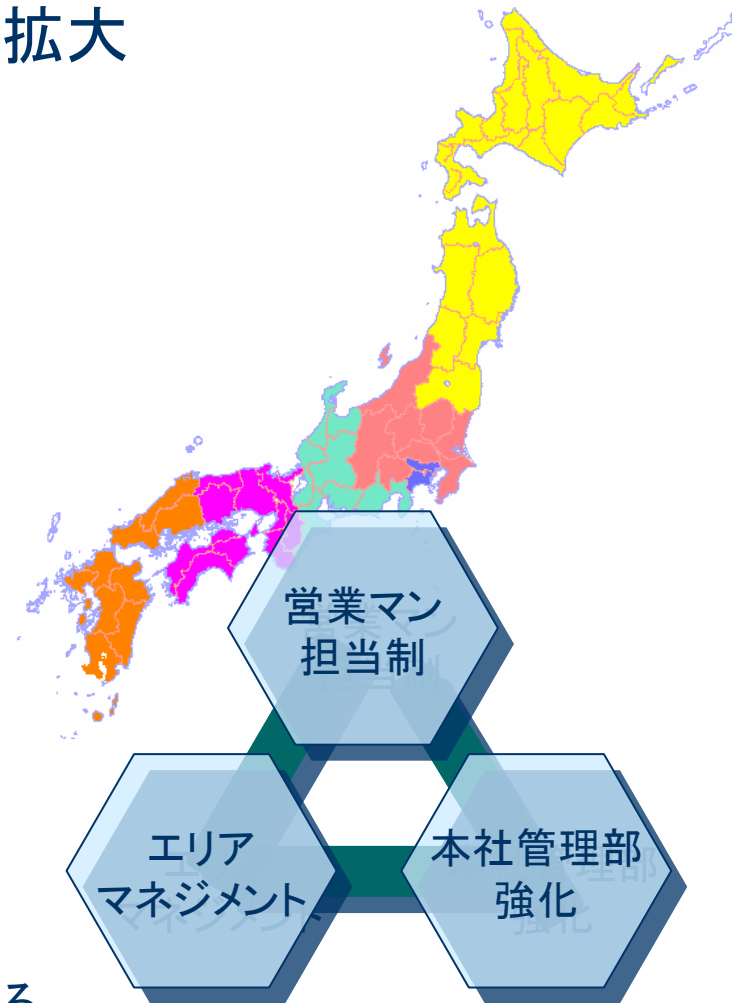 拡大
営業マン
担当制
エリア
マネジメント
本社管理部
強化
る